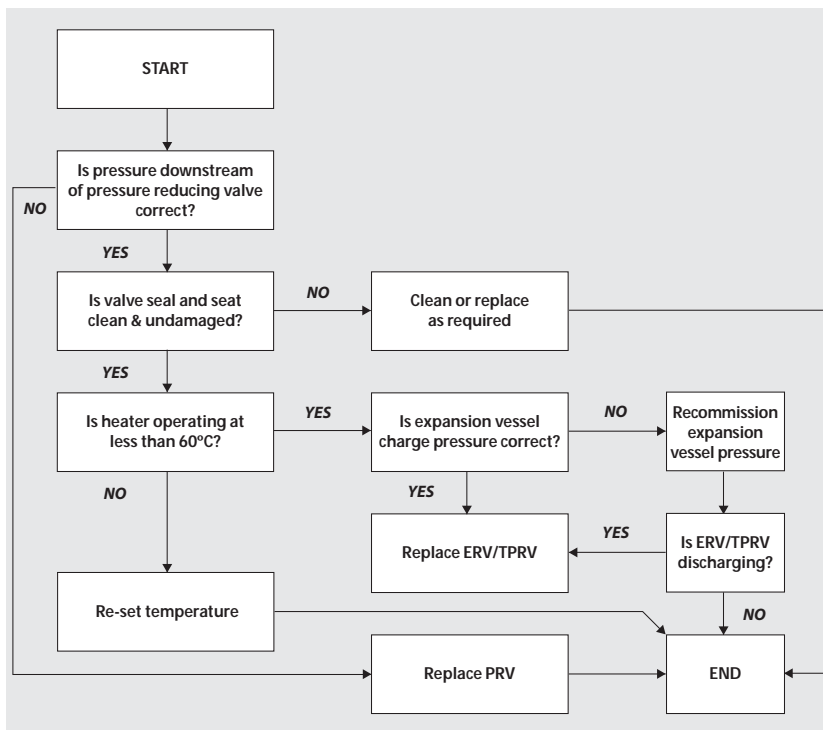 START
Is pressure downstream
of pressure reducing valve
correct?
NO
YES
Is valve seal and seat
clean & undamaged?
NO
Clean or replace
as required
YES
Is heater operating at
less than 60ºC?
YES
Is expansion vessel
charge pressure correct?
NO
Recommission
expansion
vessel pressure
NO
YES
Replace ERV/TPRV
YES
Is ERV/TPRV
discharging?
NO
Re-set temperature
Replace PRV
END